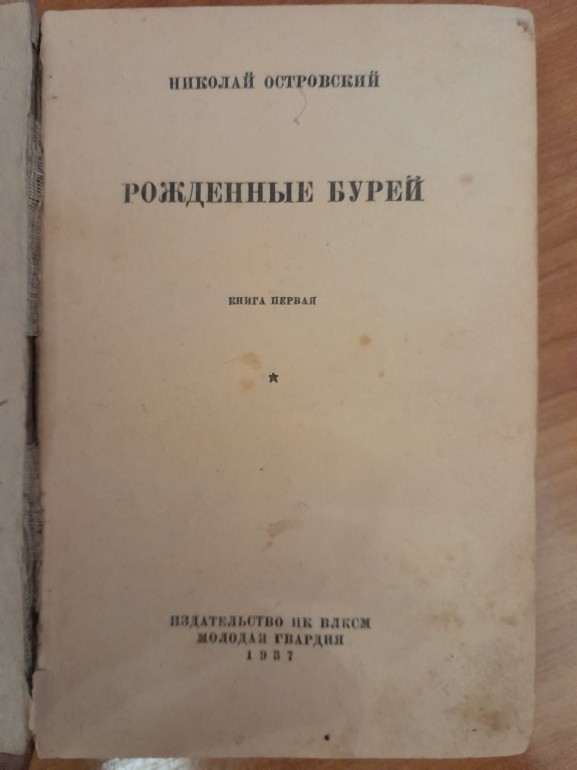 НИКОЛАЙ ОСТРОВСКИЙ
РОЖДЕННЫЕ БУРЕЙ
КНИГА ПЕРВАЯ
ИЗДАТЕЛЬСТВО ЦК ВЛКСМ
МОЛОДАЯ ГВАРДИЯ
1937